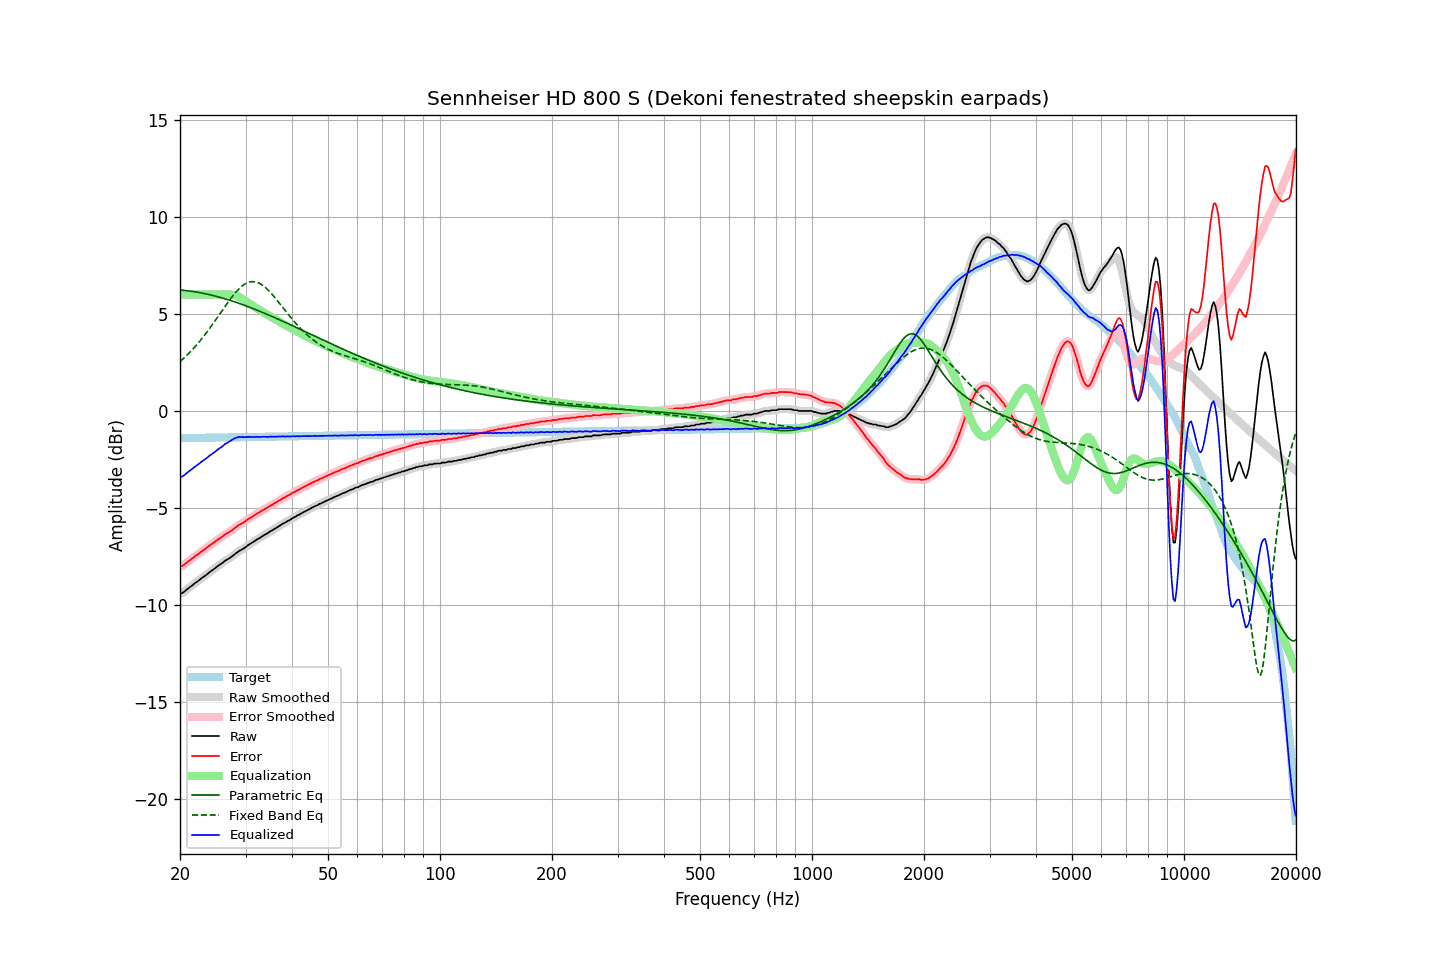 Sennheiser HD 800 S (Dekoni fenestrated sheepskin earpads)
15
10
5
0
−5
−10
−15
−20
Amplitude (dBr)
Target
Raw Smoothed
Error Smoothed
Raw
Error
Equalization
Parametric Eq
Fixed Band Eq
Equalized
20 50 100 200 500 1000 2000 5000 10000 20000
Frequency (Hz)